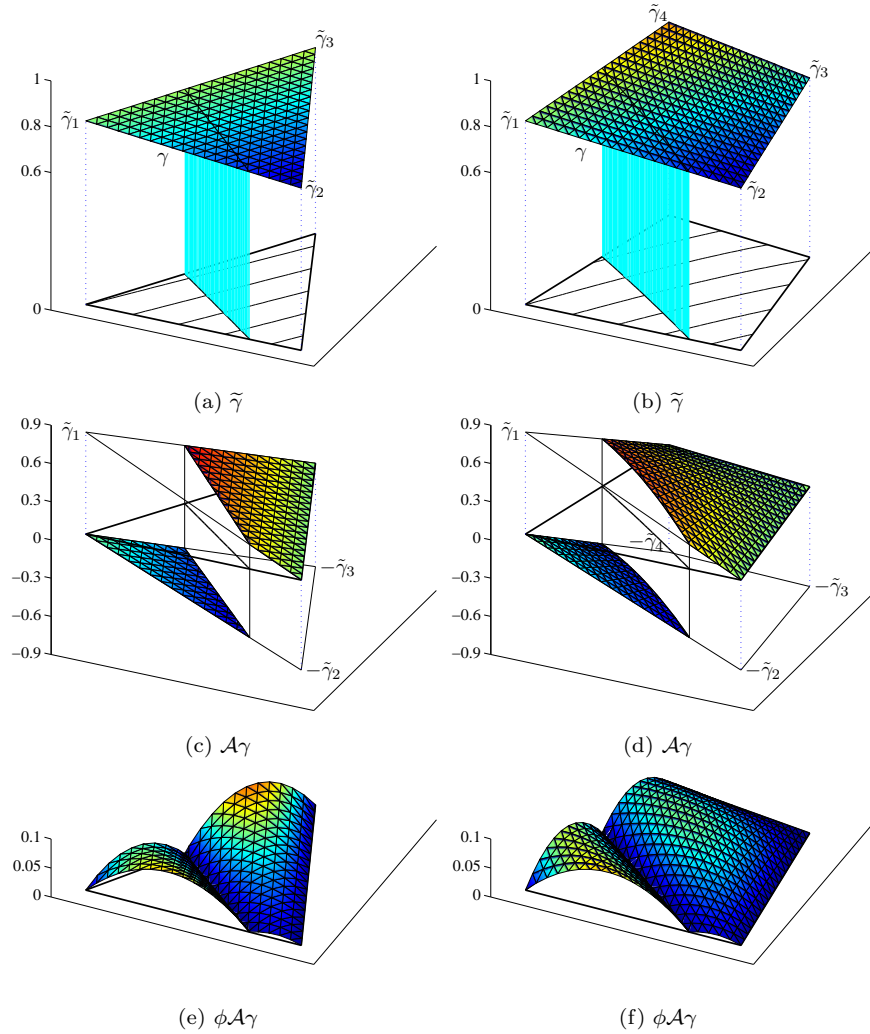 γ̃₃
1
γ̃₁
0.8
γ
0.6
γ̃₂
0
(a) γ̃
γ̃₄
γ̃₃
1
γ̃₁
0.8
γ
0.6
γ̃₂
0
(b) γ̃
0.9
γ̃₁
0.6
0.3
0
−0.3
−γ̃₃
−0.6
−γ̃₂
−0.9
(c) 𝒜γ
0.9
γ̃₁
0.6
0.3
0
−γ̃₄
−0.3
−γ̃₃
−0.6
−γ̃₂
−0.9
(d) 𝒜γ
0.1
0.05
0
(e) ϕ𝒜γ
0.1
0.05
0
(f) ϕ𝒜γ